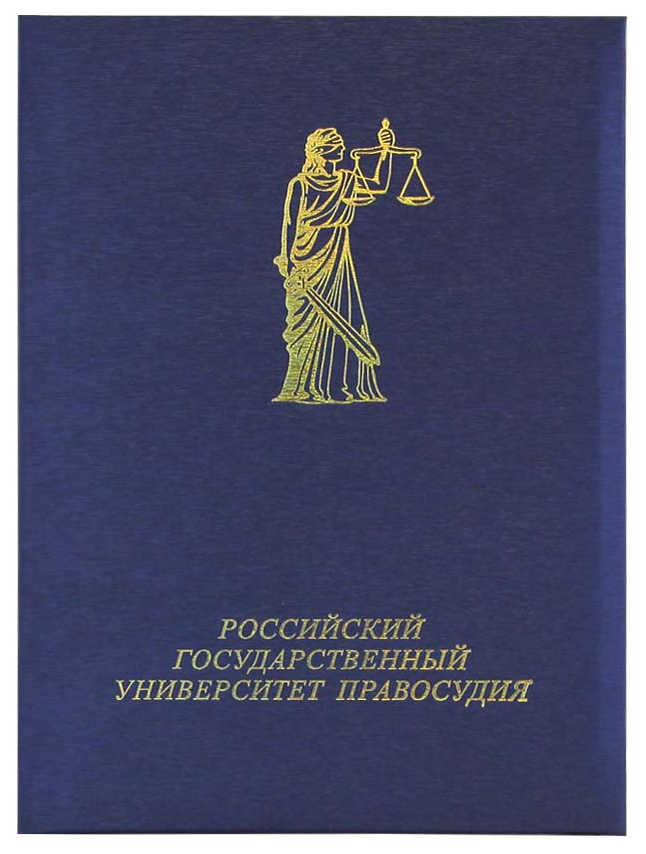 РОССИЙСКИЙ
ГОСУДАРСТВЕННЫЙ
УНИВЕРСИТЕТ ПРАВОСУДИЯ